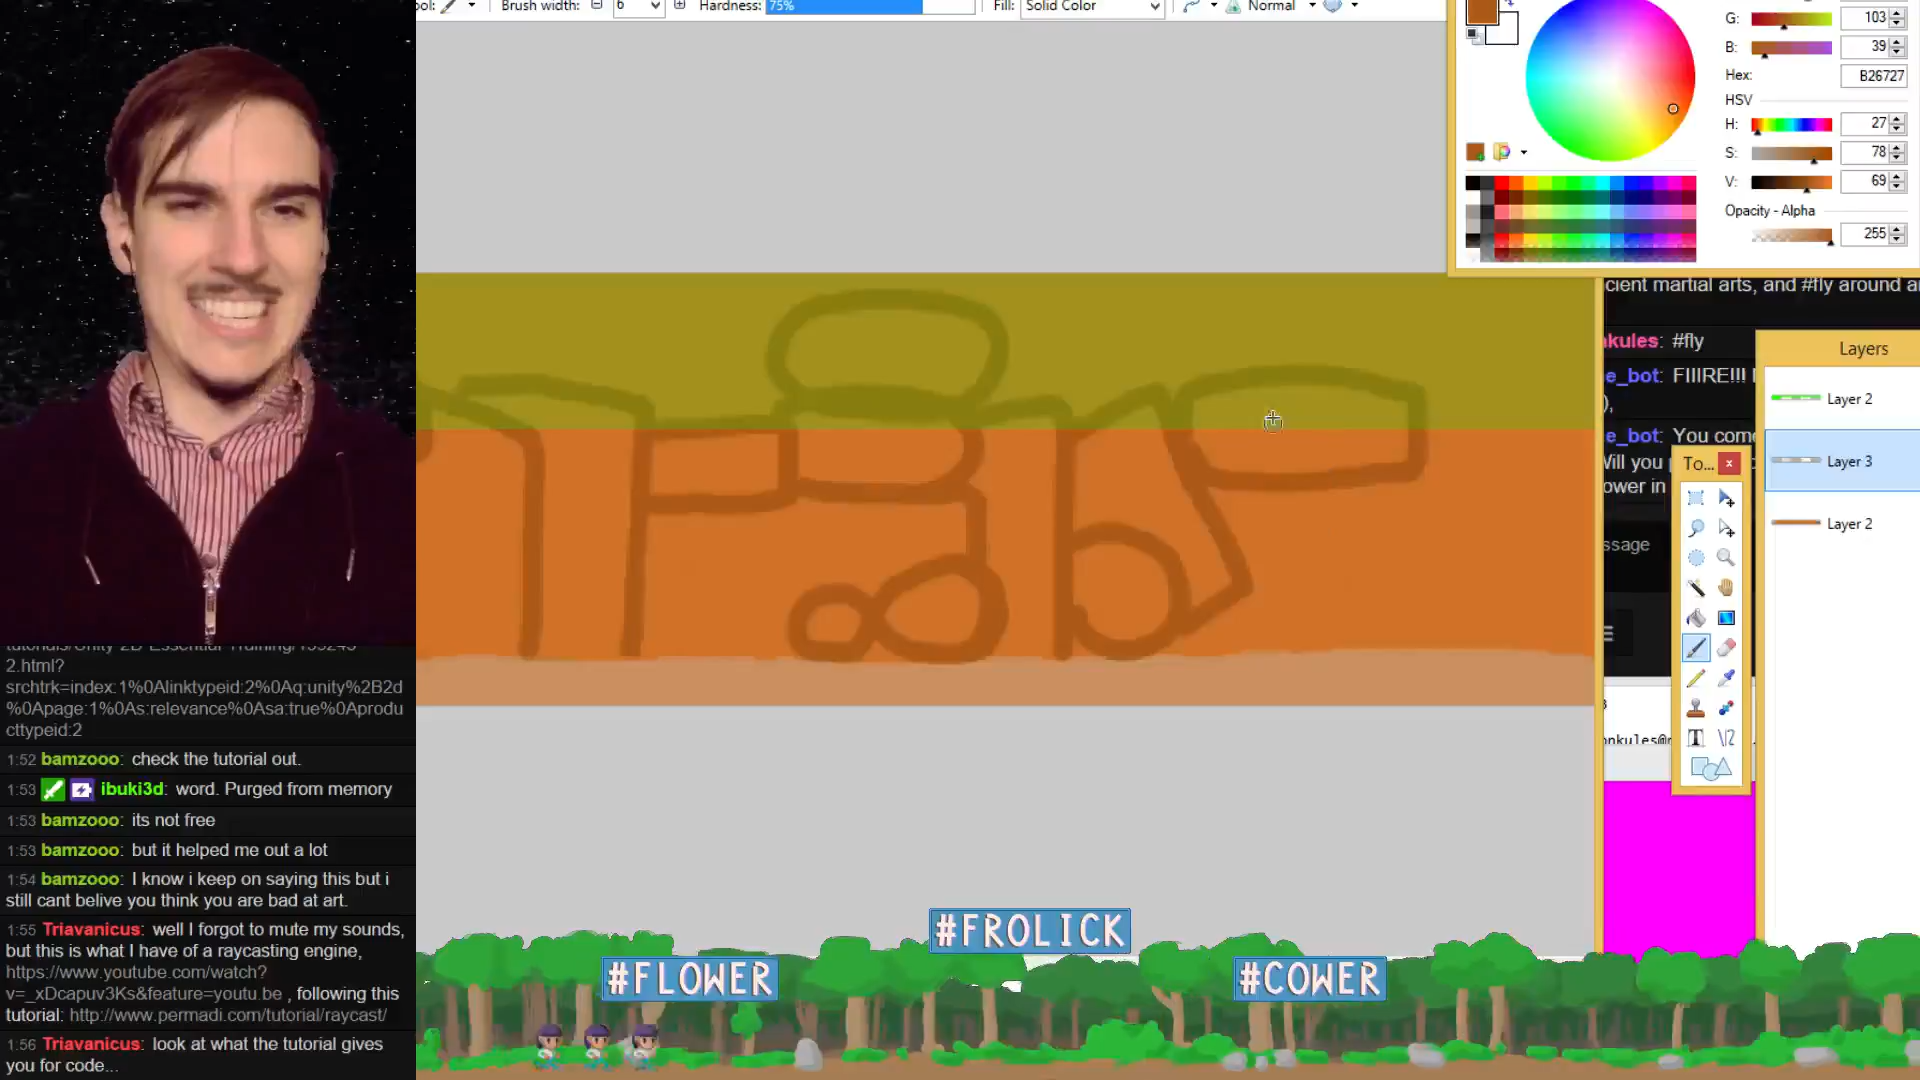 ool:
Brush width:
6
Hardness:
75%
Fill:
Solid Color
Normal
G:
103
B:
39
Hex:
B26727
HSV
H:
27
S:
78
V:
69
Opacity - Alpha
255
cient martial arts, and #fly around a
nkules: #fly
e_bot: FIIIRE!!!
),
e_bot: You come
Will you
ower in
ssage
Layers
Layer 2
Layer 3
Layer 2
To...
2.html?
srchtrk=index:1%0Alinktypeid:2%0Aq:unity%2B2d
%0Apage:1%0As:relevance%0Asa:true%0Aprodu
cttypeid:2
1:52 bamzooo: check the tutorial out.
1:53 ibuki3d: word. Purged from memory
1:53 bamzooo: its not free
1:53 bamzooo: but it helped me out a lot
1:54 bamzooo: I know i keep on saying this but i
still cant belive you think you are bad at art.
1:55 Triavanicus: well I forgot to mute my sounds,
but this is what I have of a raycasting engine,
https://www.youtube.com/watch?
v=_xDcapuv3Ks&feature=youtu.be , following this
tutorial: http://www.permadi.com/tutorial/raycast/
1:56 Triavanicus: look at what the tutorial gives
you for code...
#FROLICK
#FLOWER
#COWER